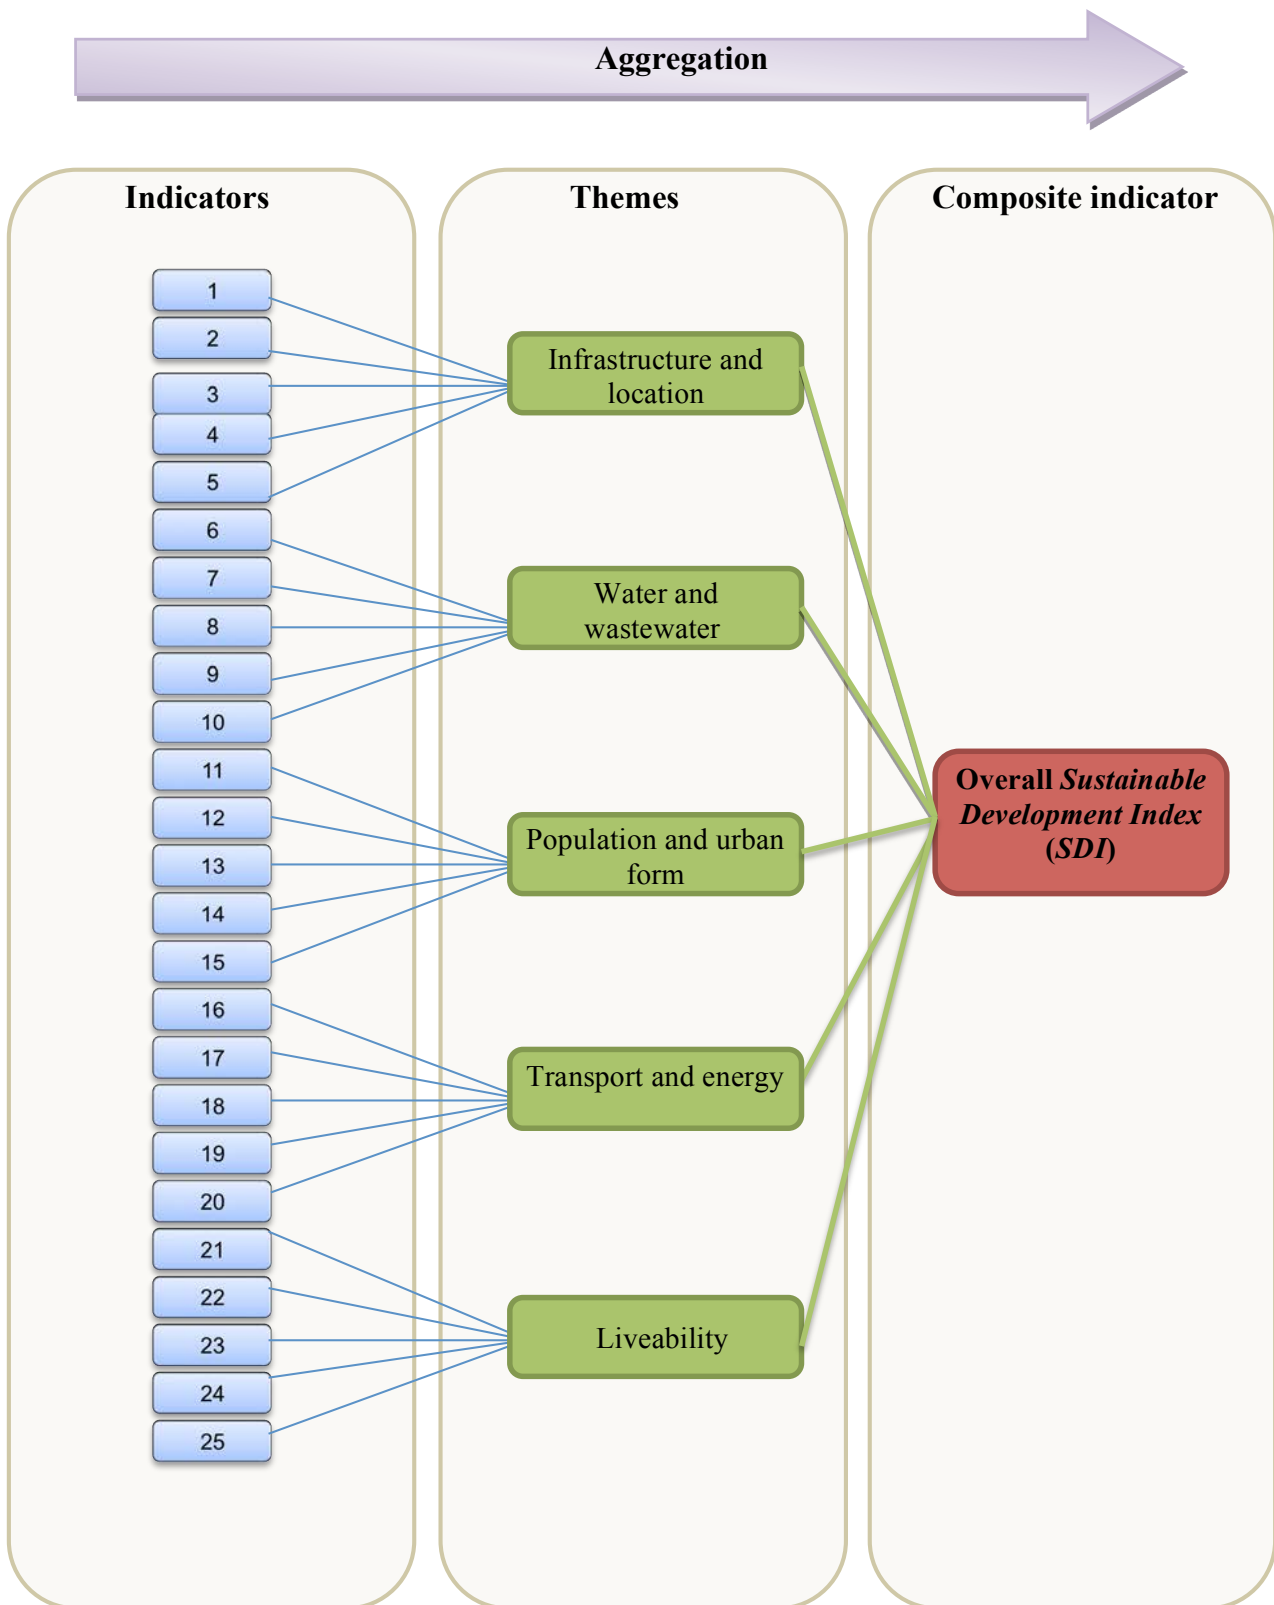 Aggregation
Indicators
Themes
Composite indicator
1
2
3
4
5
6
7
8
9
10
11
12
13
14
15
16
17
18
19
20
21
22
23
24
25
Infrastructure and
location
Water and
wastewater
Population and urban
form
Transport and energy
Liveability
Overall Sustainable
Development Index
(SDI)